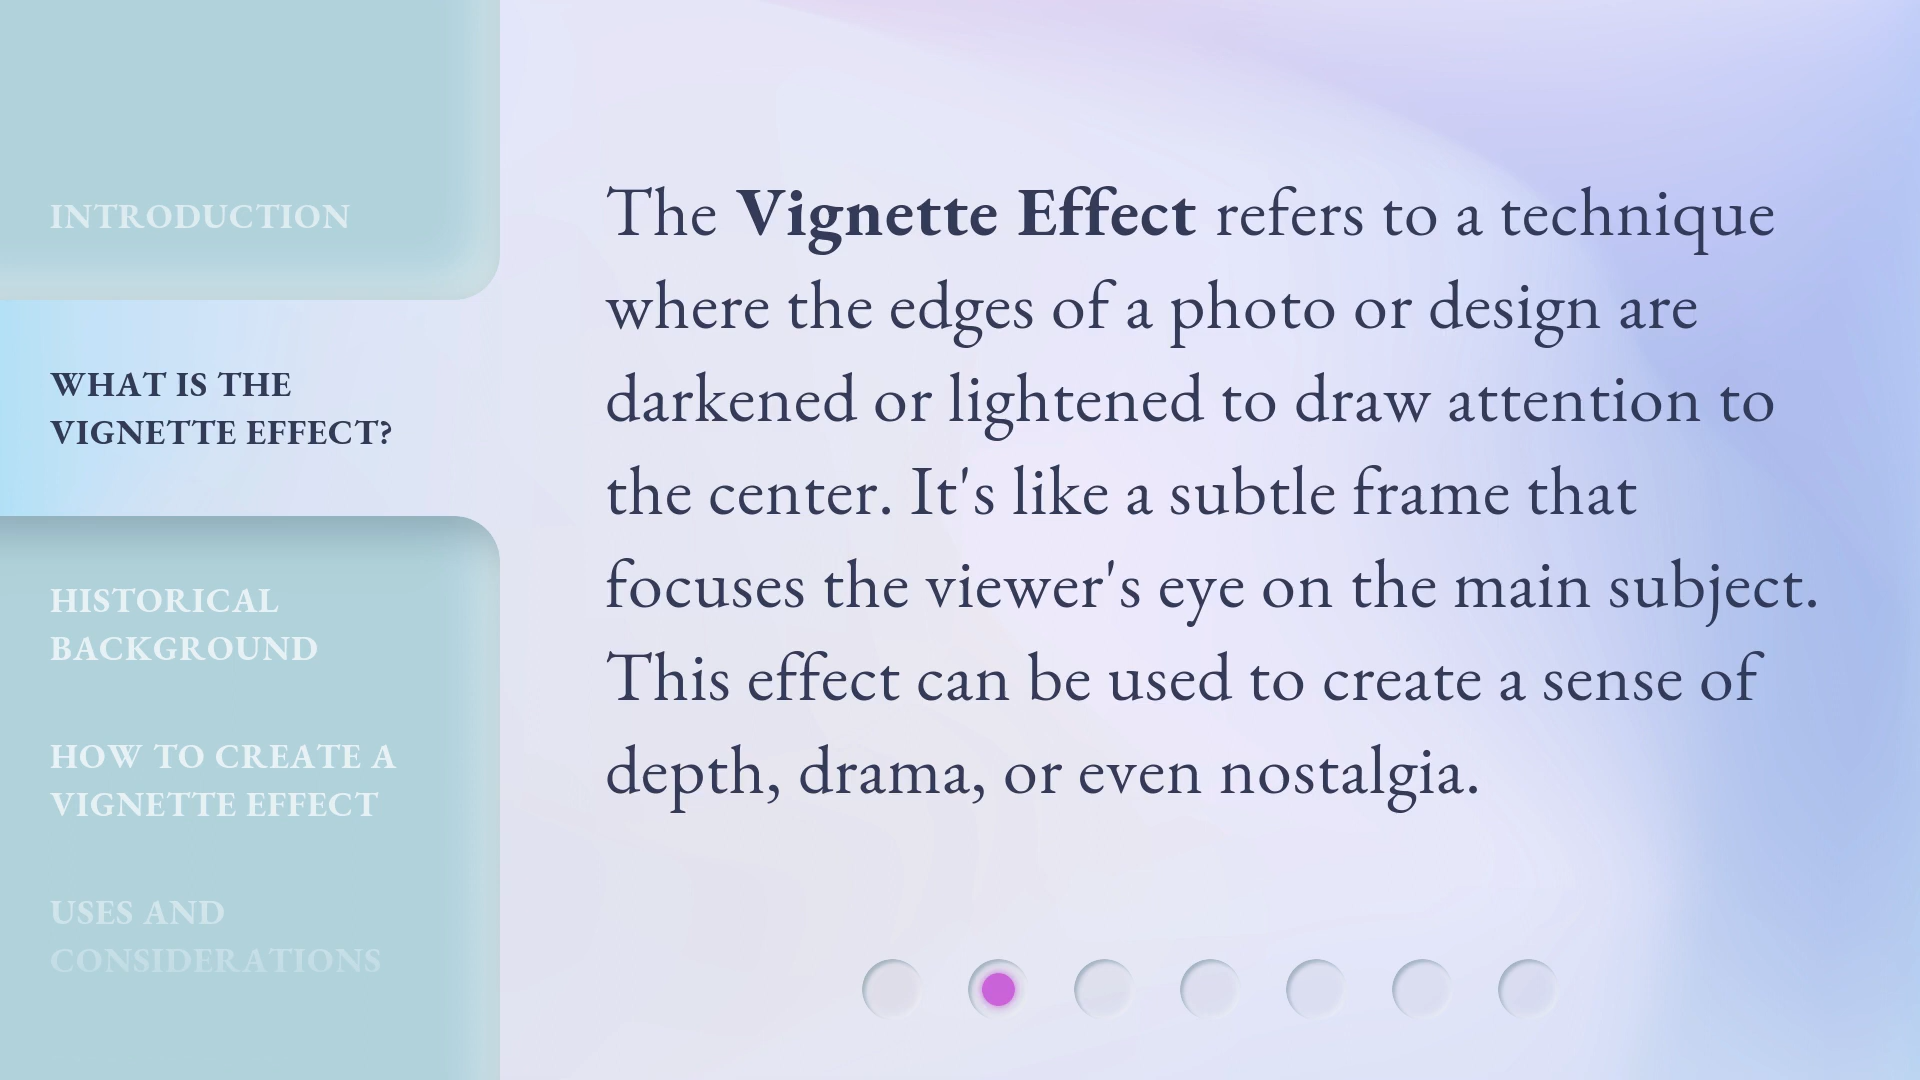 INTRODUCTION
WHAT IS THE
VIGNETTE EFFECT?
HISTORICAL
BACKGROUND
HOW TO CREATE A
VIGNETTE EFFECT
USES AND
CONSIDERATIONS
The Vignette Effect refers to a technique
where the edges of a photo or design are
darkened or lightened to draw attention to
the center. It's like a subtle frame that
focuses the viewer's eye on the main subject.
This effect can be used to create a sense of
depth, drama, or even nostalgia.